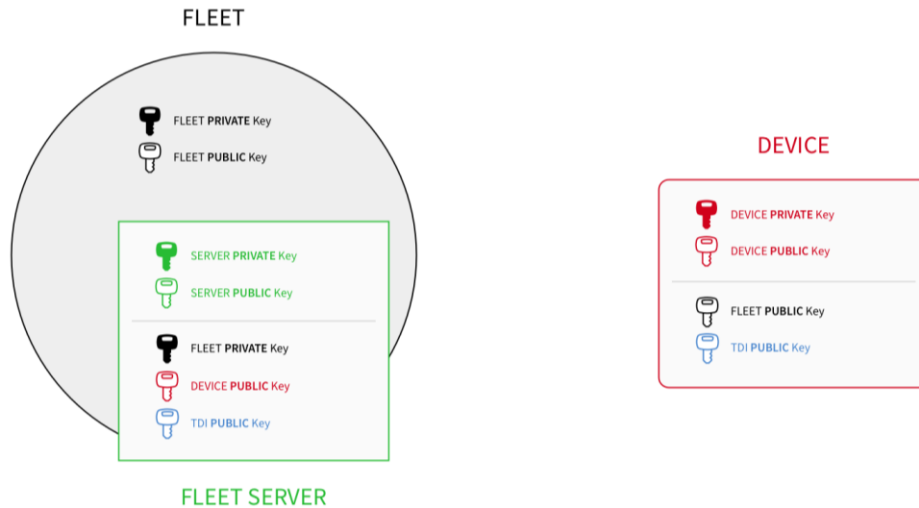 FLEET
FLEET PRIVATE Key
FLEET PUBLIC Key
SERVER PRIVATE Key
SERVER PUBLIC Key
FLEET PRIVATE Key
DEVICE PUBLIC Key
TDI PUBLIC Key
FLEET SERVER
DEVICE
DEVICE PRIVATE Key
DEVICE PUBLIC Key
FLEET PUBLIC Key
TDI PUBLIC Key